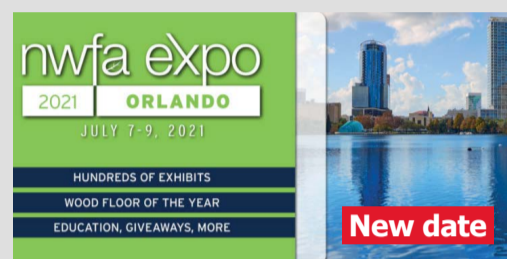 nwfa expo
2021 ORLANDO
JULY 7-9, 2021
HUNDREDS OF EXHIBITS
WOOD FLOOR OF THE YEAR
EDUCATION, GIVEAWAYS, MORE
New date